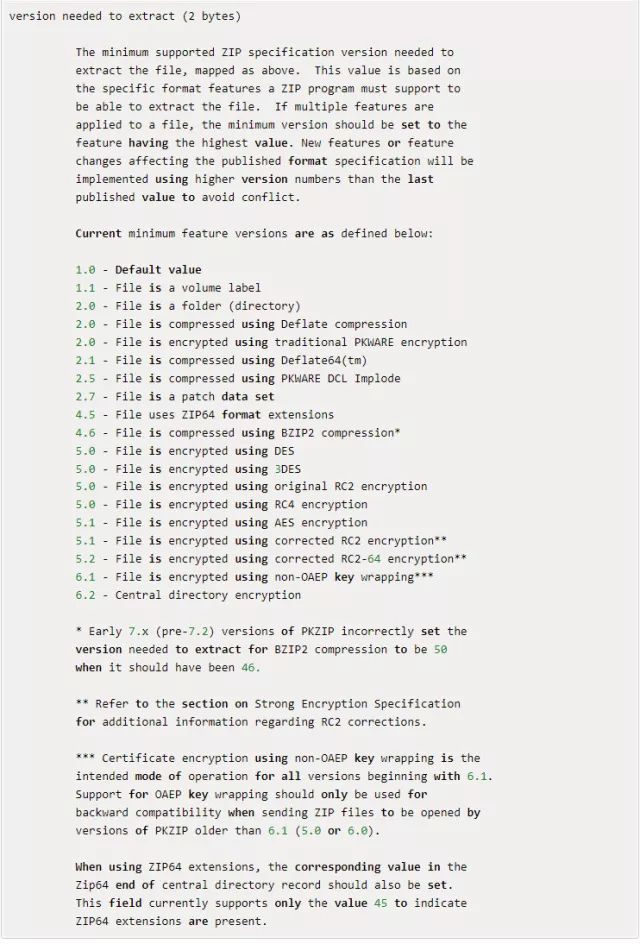 version needed to extract (2 bytes)
The minimum supported ZIP specification version needed to
extract the file, mapped as above.  This value is based on
the specific format features a ZIP program must support to
be able to extract the file.  If multiple features are
applied to a file, the minimum version should be set to the
feature having the highest value. New features or feature
changes affecting the published format specification will be
implemented using higher version numbers than the last
published value to avoid conflict.
Current minimum feature versions are as defined below:
1.0 - Default value
1.1 - File is a volume label
2.0 - File is a folder (directory)
2.0 - File is compressed using Deflate compression
2.0 - File is encrypted using traditional PKWARE encryption
2.1 - File is compressed using Deflate64(tm)
2.5 - File is compressed using PKWARE DCL Implode
2.7 - File is a patch data set
4.5 - File uses ZIP64 format extensions
4.6 - File is compressed using BZIP2 compression*
5.0 - File is encrypted using DES
5.0 - File is encrypted using 3DES
5.0 - File is encrypted using original RC2 encryption
5.0 - File is encrypted using RC4 encryption
5.1 - File is encrypted using AES encryption
5.1 - File is encrypted using corrected RC2 encryption**
5.2 - File is encrypted using corrected RC2-64 encryption**
6.1 - File is encrypted using non-OAEP key wrapping***
6.2 - Central directory encryption
* Early 7.x (pre-7.2) versions of PKZIP incorrectly set the
version needed to extract for BZIP2 compression to be 50
when it should have been 46.
** Refer to the section on Strong Encryption Specification
for additional information regarding RC2 corrections.
*** Certificate encryption using non-OAEP key wrapping is the
intended mode of operation for all versions beginning with 6.1.
Support for OAEP key wrapping should only be used for
backward compatibility when sending ZIP files to be opened by
versions of PKZIP older than 6.1 (5.0 or 6.0).
When using ZIP64 extensions, the corresponding value in the
Zip64 end of central directory record should also be set.
This field currently supports only the value 45 to indicate
ZIP64 extensions are present.